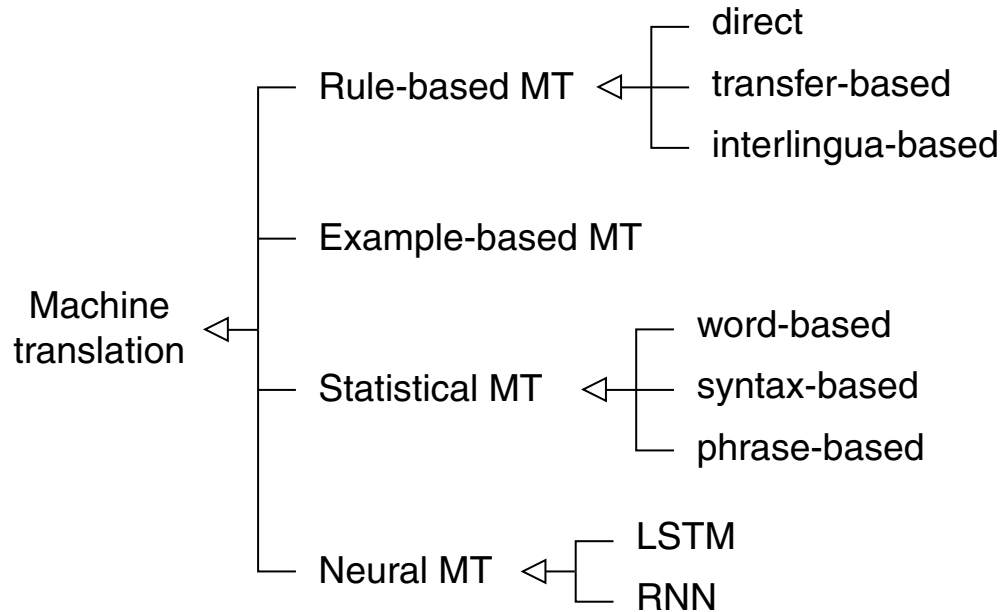 Machine
translation
Rule-based MT
direct
transfer-based
interlingua-based
Example-based MT
Statistical MT
word-based
syntax-based
phrase-based
Neural MT
LSTM
RNN